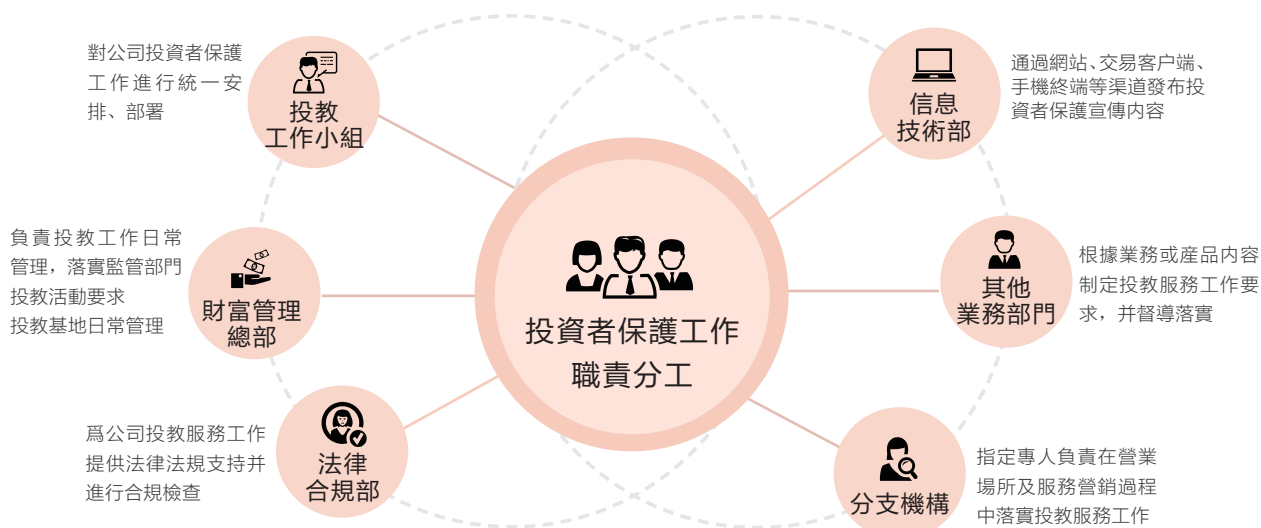 對公司投資者保護
工作進行統一安
排、部署
投教
工作小組
負責投教工作日常
管理，落實監管部門
投教活動要求
投教基地日常管理
財富管理
總部
爲公司投教服務工作
提供法律法規支持并
進行合規檢查
法律
合規部
投資者保護工作
職責分工
信息
技術部
通過網站、交易客户端、
手機終端等渠道發布投
資者保護宣傳内容
其他
業務部門
根據業務或産品内容
制定投教服務工作要
求，并督導落實
分支機構
指定專人負責在營業
場所及服務營銷過程
中落實投教服務工作